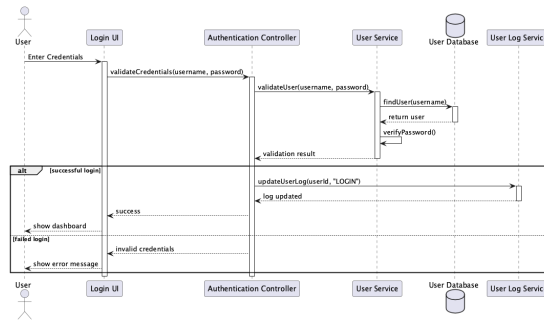 User
Login UI
Authentication Controller
User Service
User Database
User Log Servic
Enter Credentials
validateCredentials(username, password)
validateUser(username, password)
findUser(username)
return user
verifyPassword()
validation result
alt
[successful login]
updateUserLog(userId, "LOGIN")
log updated
success
show dashboard
[failed login]
invalid credentials
show error message
User
Login UI
Authentication Controller
User Service
User Database
User Log Servic